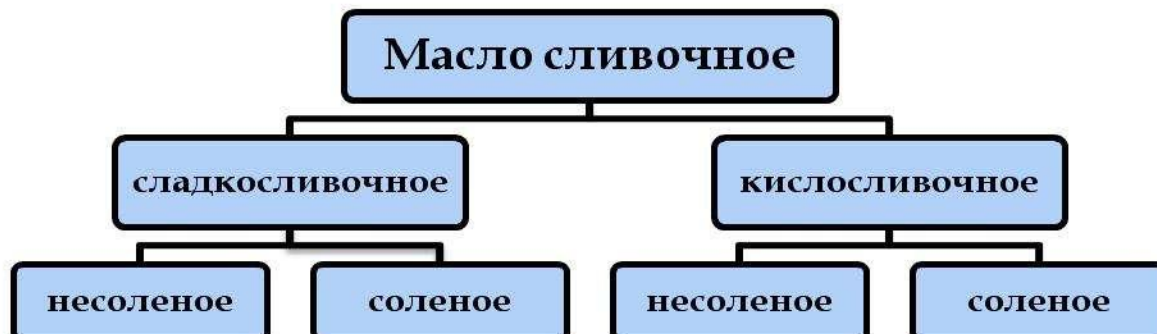 Масло сливочное
сладкосливочное
кислосливочное
несоленое
соленое
несоленое
соленое